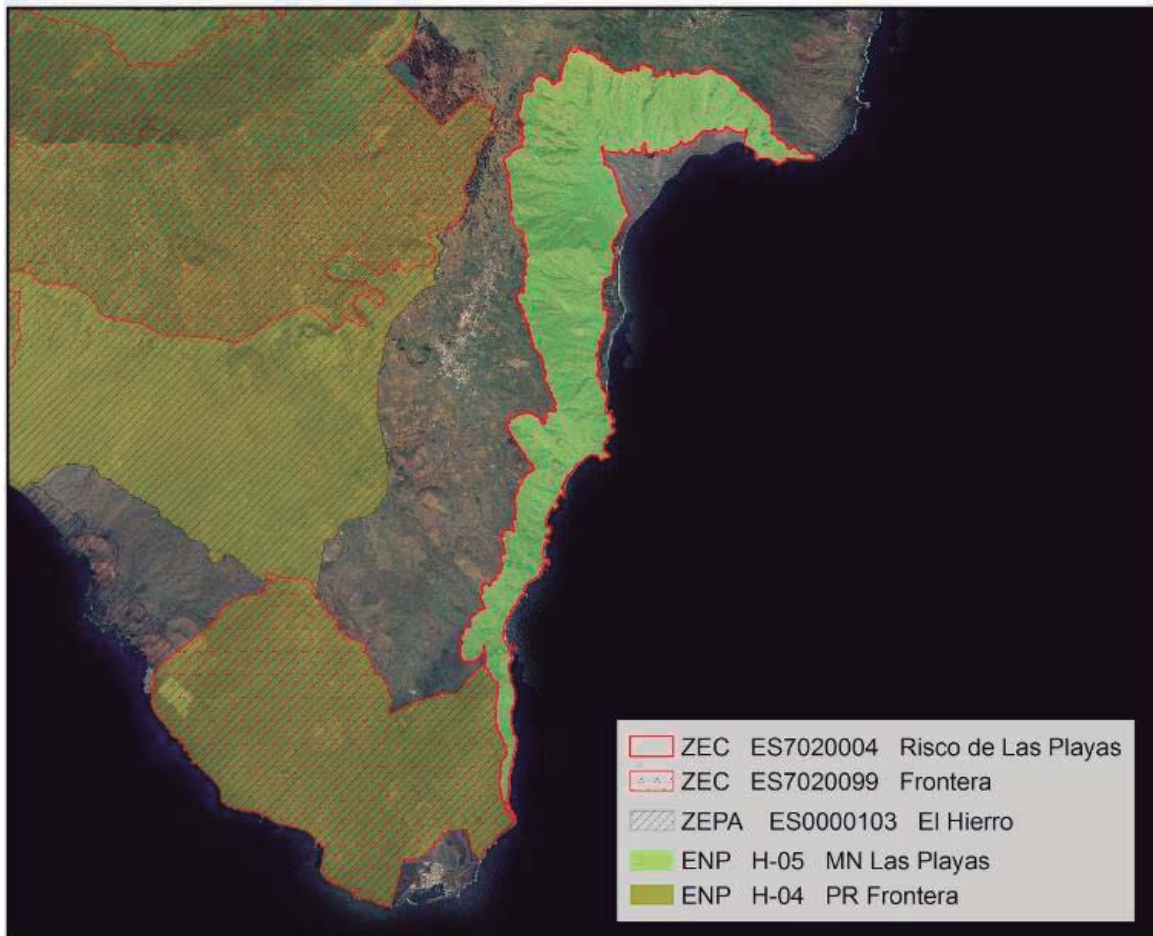 ZEC ES7020004 Risco de Las Playas
ZEC ES7020099 Frontera
ZEPA ES0000103 El Hierro
ENP H-05 MN Las Playas
ENP H-04 PR Frontera